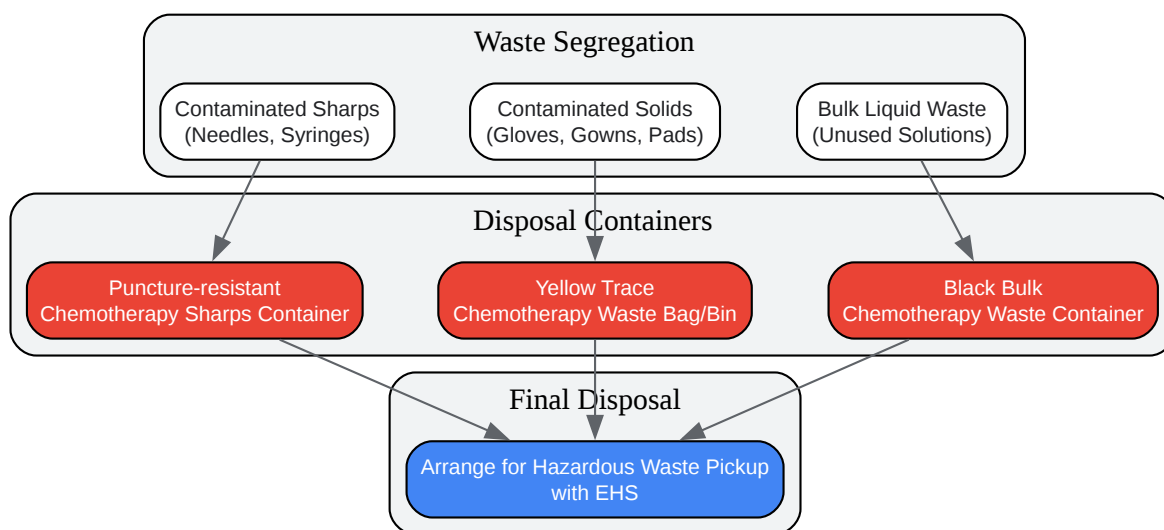 Waste Segregation
Contaminated Sharps
(Needles, Syringes)
Contaminated Solids
(Gloves, Gowns, Pads)
Bulk Liquid Waste
(Unused Solutions)
Disposal Containers
Puncture-resistant
Chemotherapy Sharps Container
Yellow Trace
Chemotherapy Waste Bag/Bin
Black Bulk
Chemotherapy Waste Container
Final Disposal
Arrange for Hazardous Waste Pickup
with EHS